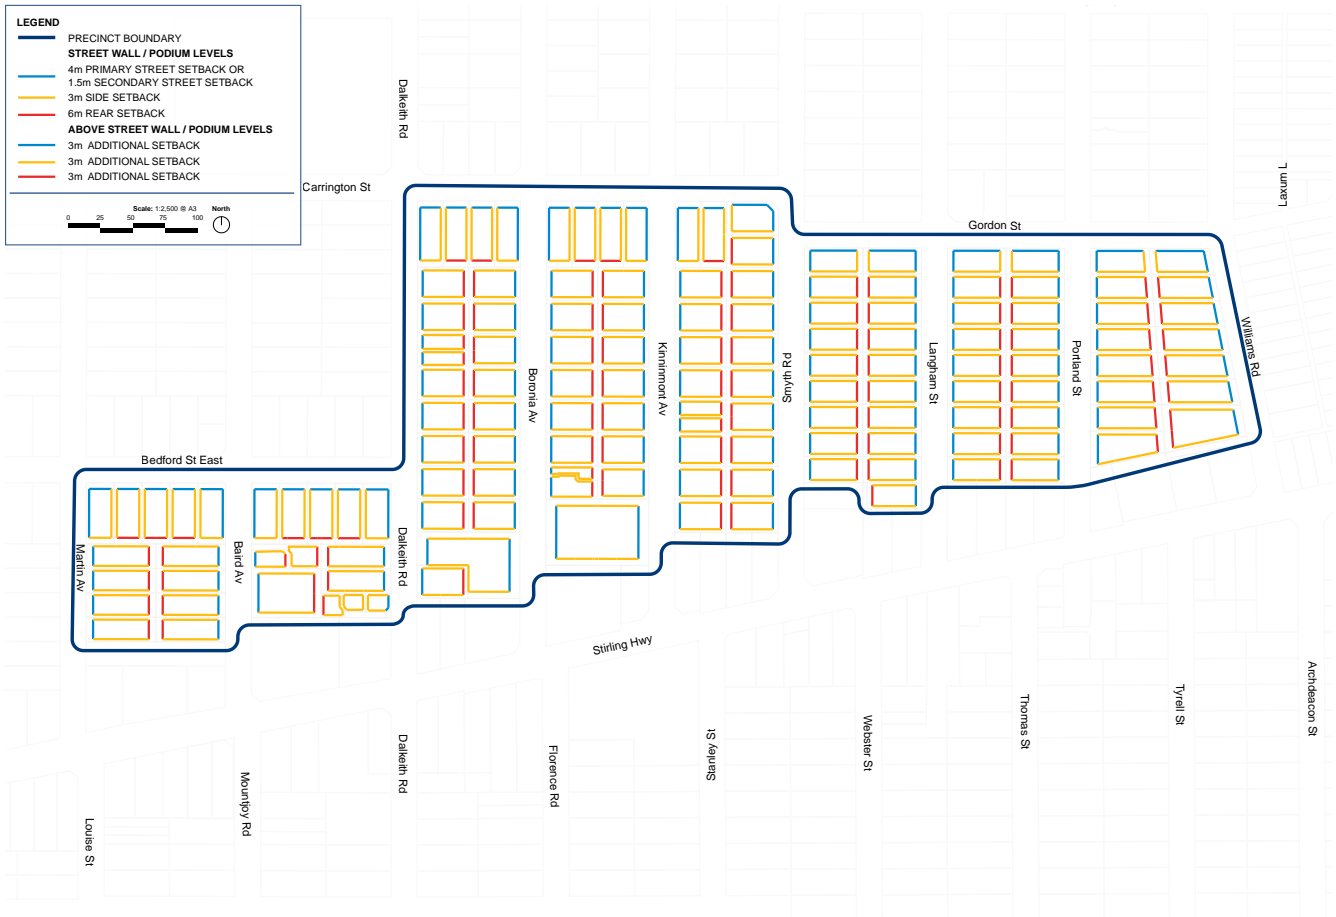 LEGEND
PRECINCT BOUNDARY
STREET WALL / PODIUM LEVELS
4m PRIMARY STREET SETBACK OR
1.5m SECONDARY STREET SETBACK
3m SIDE SETBACK
6m REAR SETBACK
ABOVE STREET WALL / PODIUM LEVELS
3m ADDITIONAL SETBACK
3m ADDITIONAL SETBACK
3m ADDITIONAL SETBACK
Scale: 1:2,500 @ A3
North
0 25 50 75 100
Dalkeith Rd
Carrington St
Laxum L
Gordon St
Williams Rd
Boronia Av
Kinninmont Av
Smyth Rd
Langham St
Portland St
Bedford St East
Martin Av
Baird Av
Dalkeith Rd
Stirling Hwy
Louise St
Mountjoy Rd
Dalkeith Rd
Florence Rd
Stanley St
Webster St
Thomas St
Tyrell St
Archdeacon St